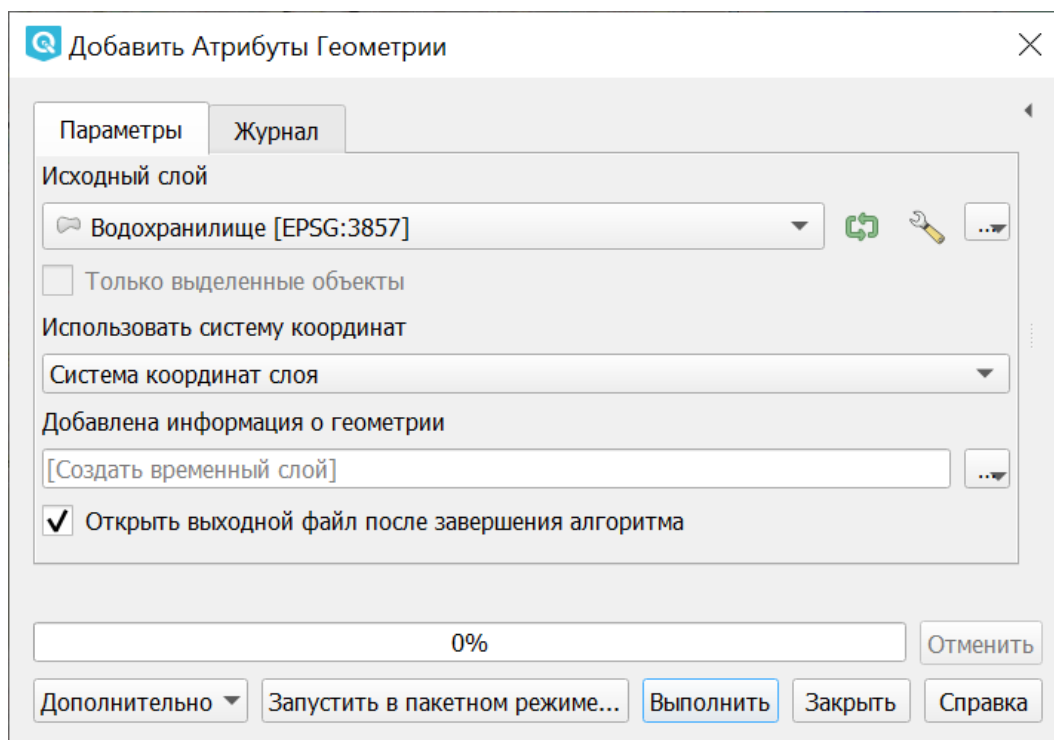 Добавить Атрибуты Геометрии
Параметры
Журнал
Исходный слой
Водохранилище [EPSG:3857]
...
Только выделенные объекты
Использовать систему координат
Система координат слоя
Добавлена информация о геометрии
[Создать временный слой]
...
Открыть выходной файл после завершения алгоритма
0%
Отменить
Дополнительно
Запустить в пакетном режиме...
Выполнить
Закрыть
Справка